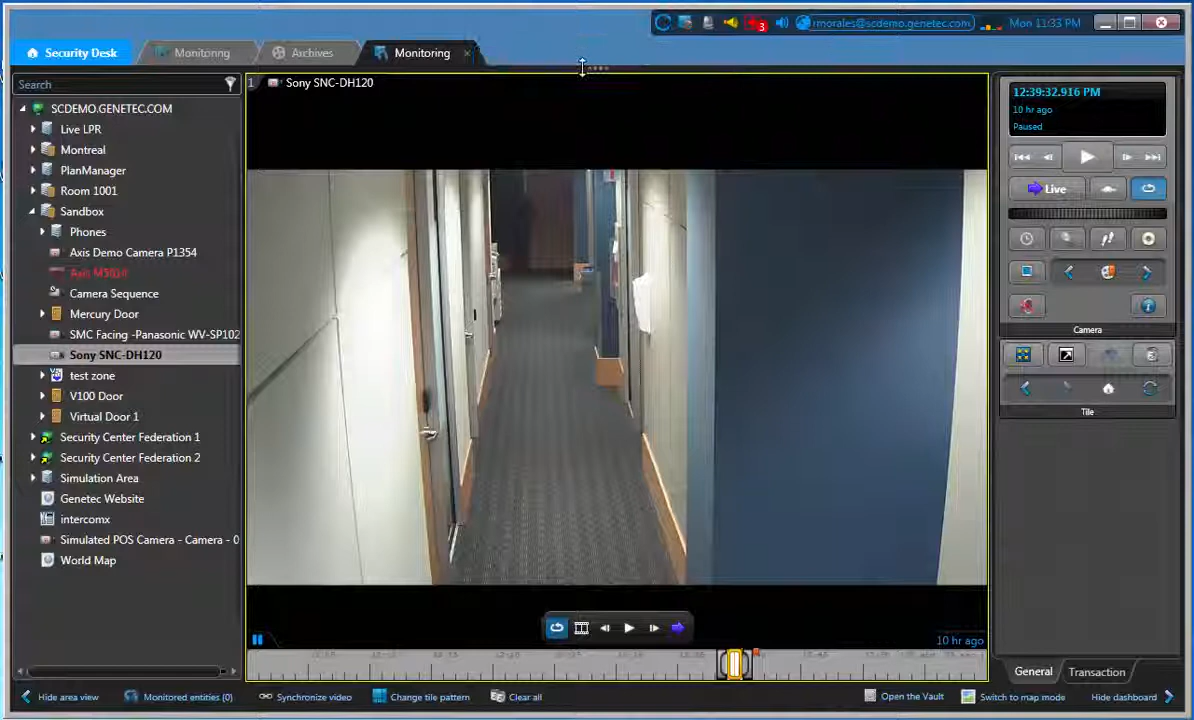 3
rmorales@scdemo.genetec.com
Mon 11:33 PM
Security Desk
Monitoring
Archives
Monitoring
Search
1
Sony SNC-DH120
SCDEMO.GENETEC.COM
Live LPR
Montreal
PlanManager
Room 1001
Sandbox
Phones
Axis Demo Camera P1354
Camera Sequence
Mercury Door
SMC Facing -Panasonic WV-SP102
Sony SNC-DH120
test zone
V100 Door
Virtual Door 1
Security Center Federation 1
Security Center Federation 2
Simulation Area
Genetec Website
intercomx
Simulated POS Camera - Camera - 0
World Map
12:39:32.916 PM
10 hr ago
Paused
Live
Camera
Tile
10 hr ago
General
Transaction
Hide area view
Monitored entities (0)
Synchronize video
Change tile pattern
Clear all
Open the Vault
Switch to map mode
Hide dashboard